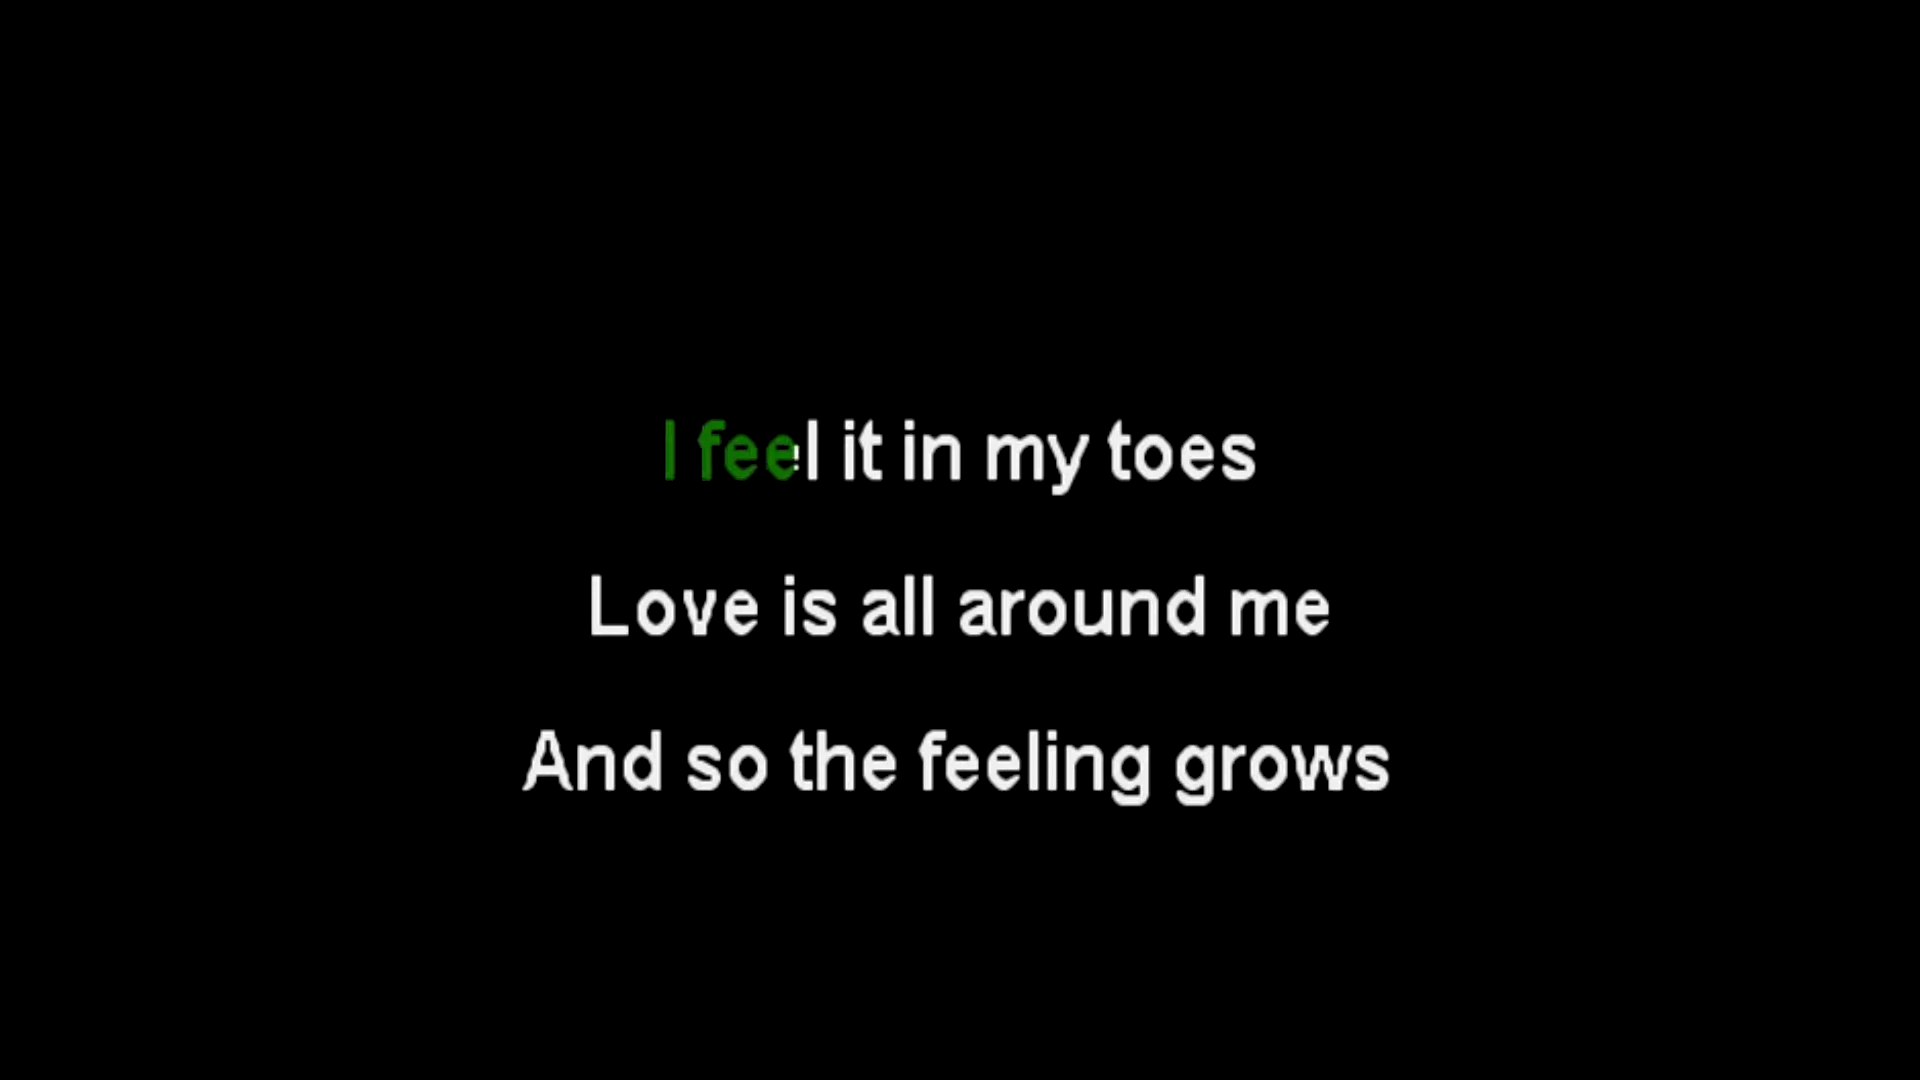 I feel it in my toes
Love is all around me
And so the feeling grows